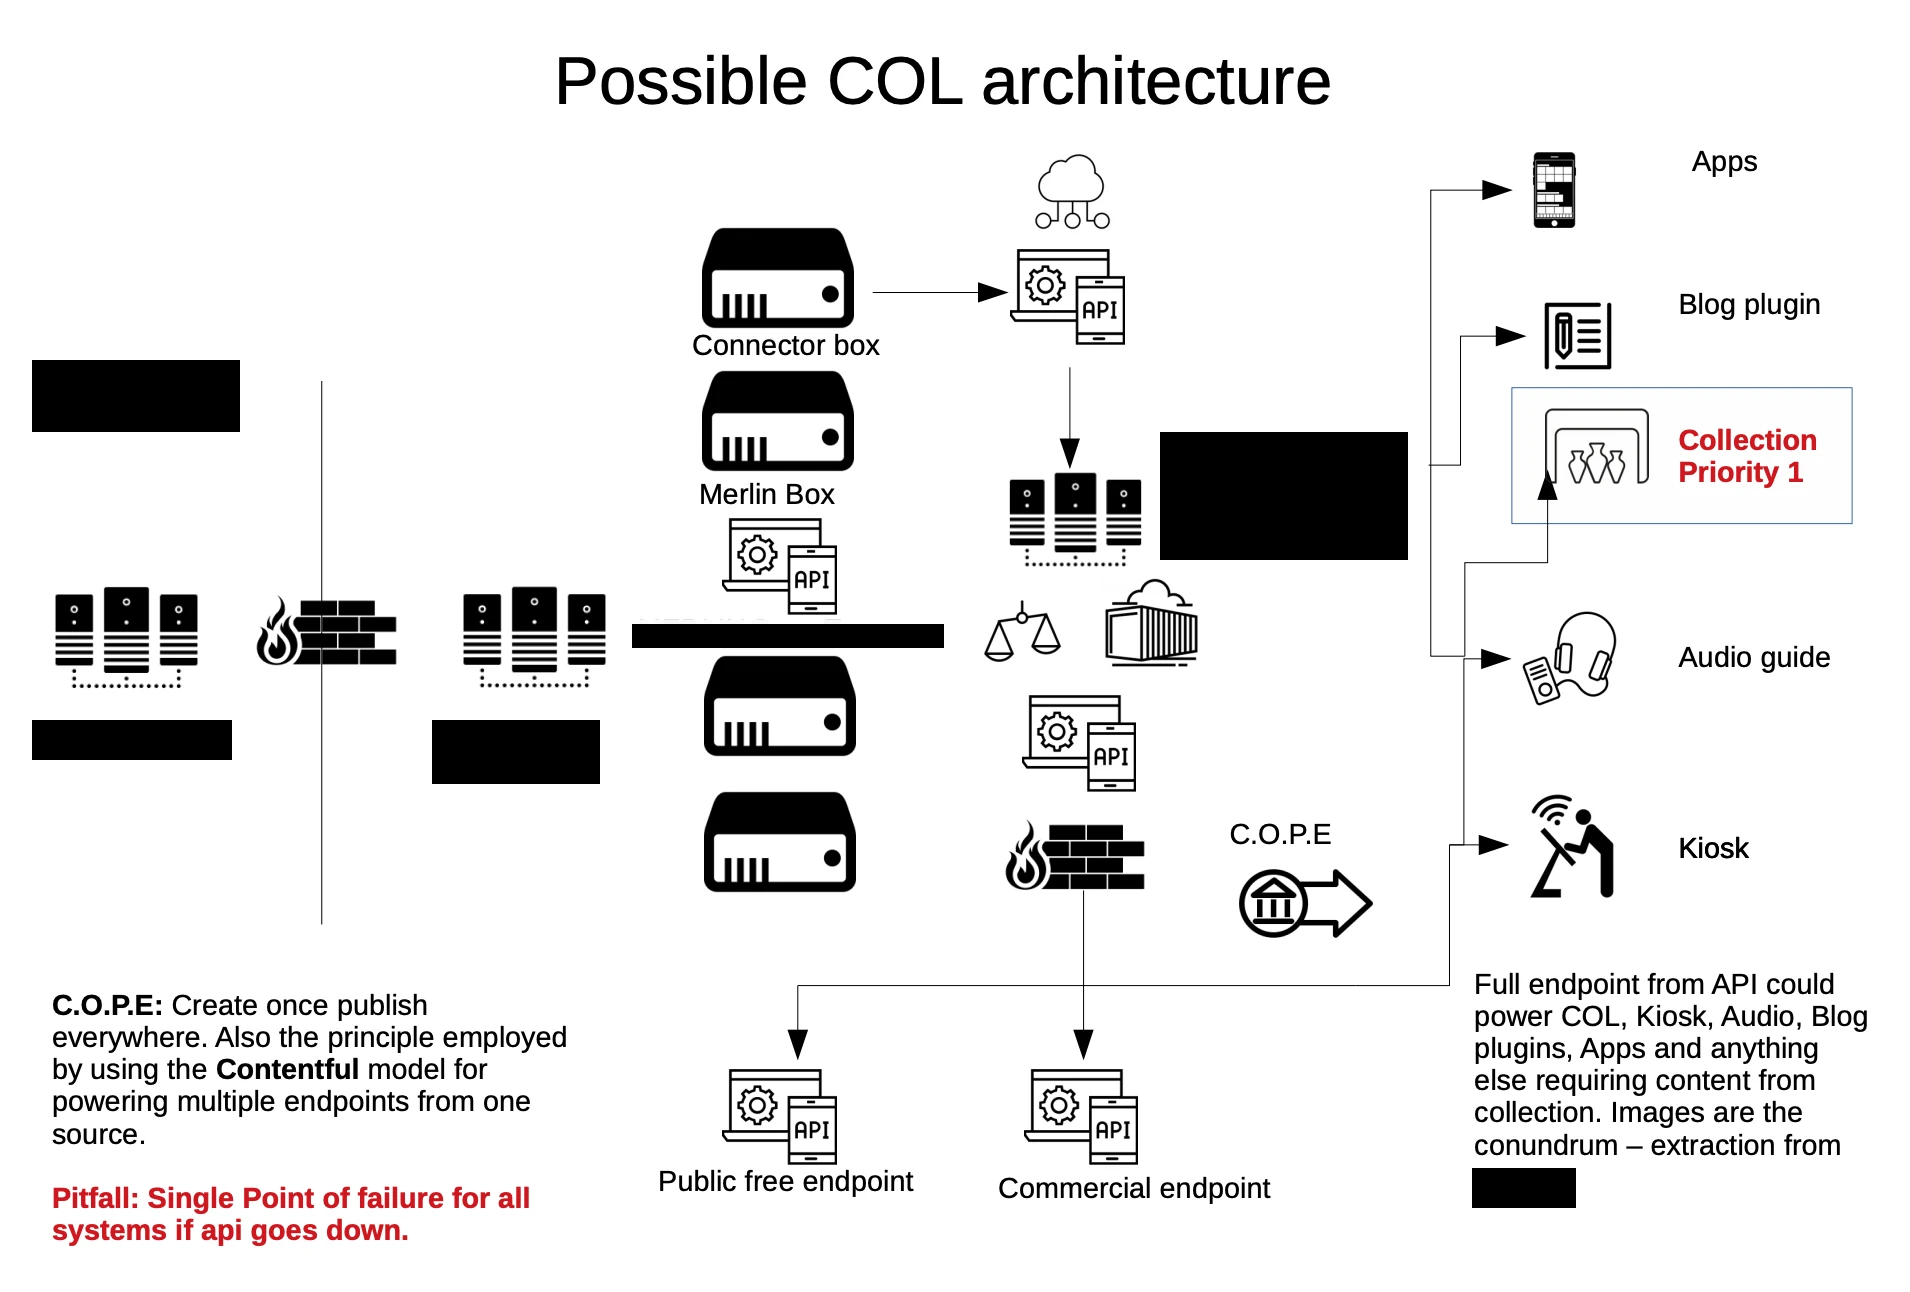 Possible COL architecture
Apps
API
Blog plugin
Connector box
Collection
Priority 1
Merlin Box
API
Audio guide
API
C.O.P.E
Kiosk
C.O.P.E: Create once publish
everywhere. Also the principle employed
by using the Contentful model for
powering multiple endpoints from one
source.
Pitfall: Single Point of failure for all
systems if api goes down.
API
Public free endpoint
API
Commercial endpoint
Full endpoint from API could
power COL, Kiosk, Audio, Blog
plugins, Apps and anything
else requiring content from
collection. Images are the
conundrum – extraction from